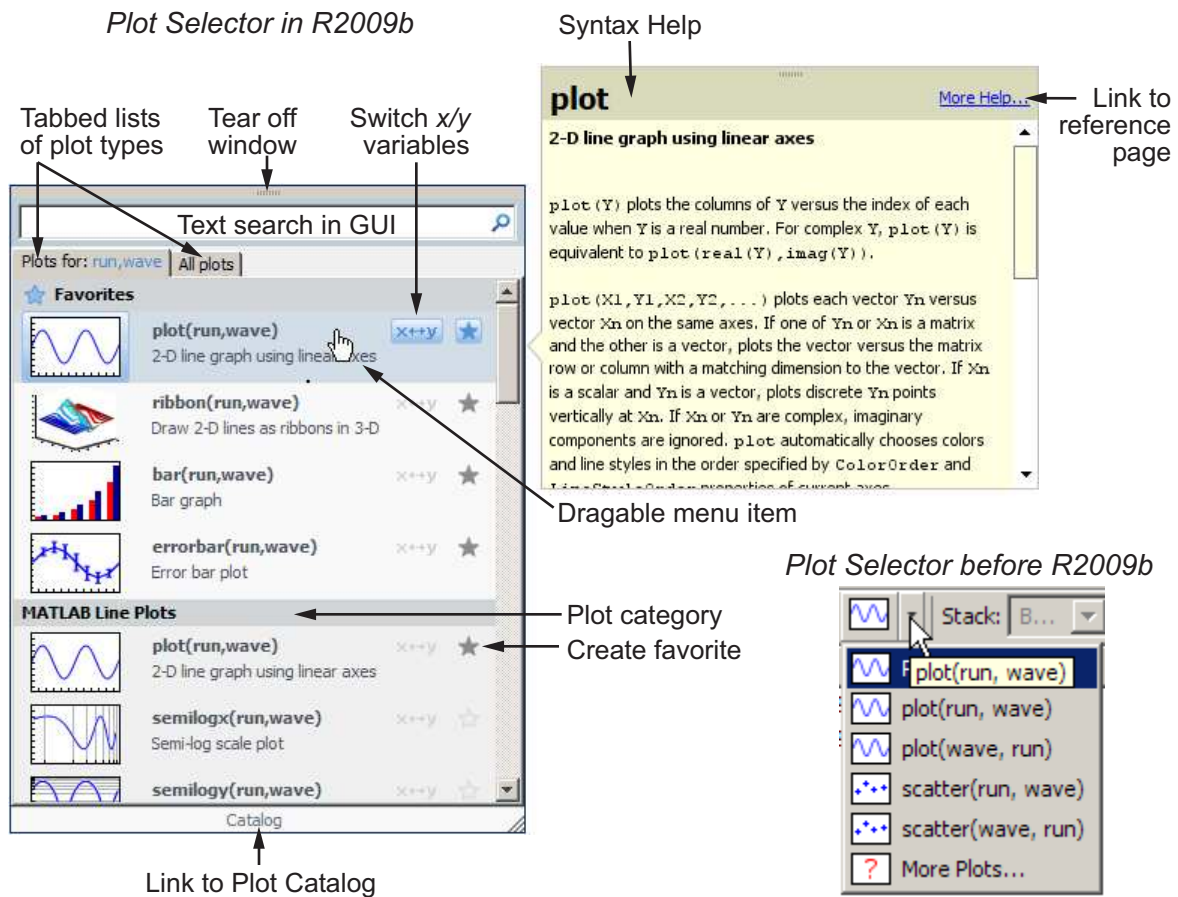 Plot Selector in R2009b
Syntax Help
Tabbed lists
of plot types
Tear off
window
Switch x/y
variables
Link to
reference
page
plot
More Help...
2-D line graph using linear axes
plot(Y) plots the columns of Y versus the index of each
value when Y is a real number. For complex Y, plot(Y) is
equivalent to plot(real(Y),imag(Y)).
plot(X1,Y1,X2,Y2,...) plots each vector Yn versus
vector Xn on the same axes. If one of Yn or Xn is a matrix
and the other is a vector, plots the vector versus the matrix
row or column with a matching dimension to the vector. If Xn
is a scalar and Yn is a vector, plots discrete Yn points
vertically at Xn. If Xn or Yn are complex, imaginary
components are ignored. plot automatically chooses colors
and line styles in the order specified by ColorOrder and
LineStyleOrder properties of current axes.
Text search in GUI
Plots for: run,wave
All plots
Favorites
plot(run,wave)
x↔y
2-D line graph using linear axes
ribbon(run,wave)
x↔y
Draw 2-D lines as ribbons in 3-D
bar(run,wave)
x↔y
Bar graph
errorbar(run,wave)
x↔y
Error bar plot
MATLAB Line Plots
plot(run,wave)
x↔y
2-D line graph using linear axes
semilogx(run,wave)
x↔y
Semi-log scale plot
semilogy(run,wave)
x↔y
Catalog
Link to Plot Catalog
Dragable menu item
Plot category
Create favorite
Plot Selector before R2009b
Stack: B...
plot(run, wave)
plot(run, wave)
plot(wave, run)
scatter(run, wave)
scatter(wave, run)
? More Plots...